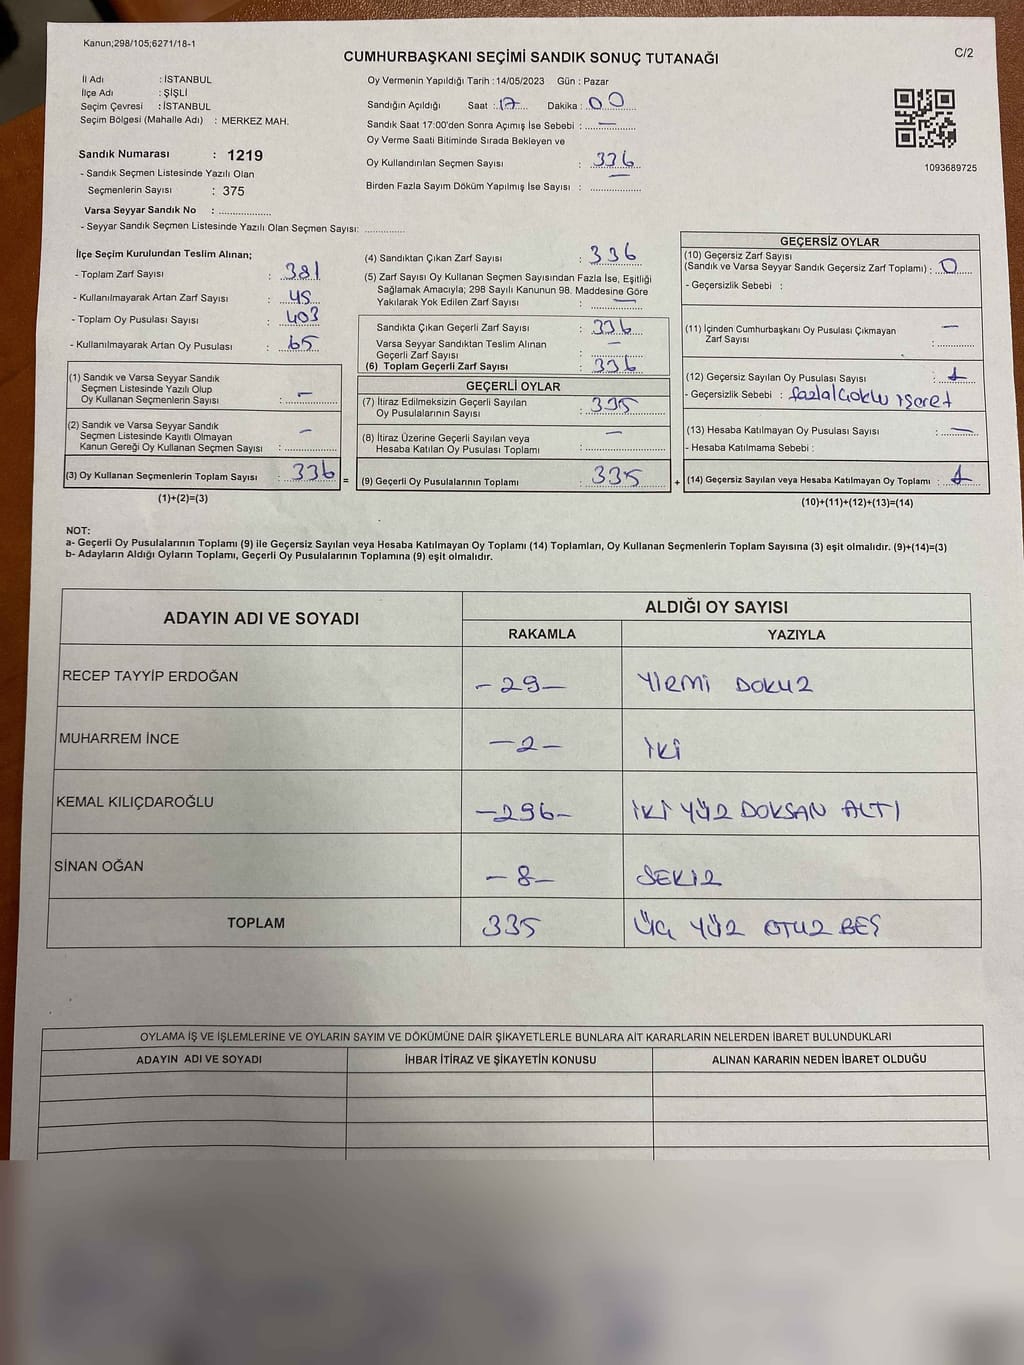 Kanun;298/105;6271/18-1
CUMHURBAŞKANI SEÇİMİ SANDIK SONUÇ TUTANAĞI
C/2
İl Adı : İSTANBUL
İlçe Adı : ŞİŞLİ
Seçim Çevresi : İSTANBUL
Seçim Bölgesi (Mahalle Adı) : MERKEZ MAH.
Sandık Numarası : 1219
- Sandık Seçmen Listesinde Yazılı Olan
Seçmenlerin Sayısı : 375
Varsa Seyyar Sandık No : ..................
- Seyyar Sandık Seçmen Listesinde Yazılı Olan Seçmen Sayısı: .............
Oy Vermenin Yapıldığı Tarih : 14/05/2023 Gün : Pazar
Sandığın Açıldığı Saat : 17 Dakika : 00
Sandık Saat 17:00'den Sonra Açımış İse Sebebi : —
Oy Verme Saati Bitiminde Sırada Bekleyen ve
Oy Kullandırılan Seçmen Sayısı : 336
—
Birden Fazla Sayım Döküm Yapılmış İse Sayısı : ..................
1093689725
İlçe Seçim Kurulundan Teslim Alınan;
- Toplam Zarf Sayısı : 381
- Kullanılmayarak Artan Zarf Sayısı : 45
- Toplam Oy Pusulası Sayısı : 403
- Kullanılmayarak Artan Oy Pusulası : 65
(1) Sandık ve Varsa Seyyar Sandık
Seçmen Listesinde Yazılı Olup
Oy Kullanan Seçmenlerin Sayısı : —
(2) Sandık ve Varsa Seyyar Sandık
Seçmen Listesinde Kayıtlı Olmayan
Kanun Gereği Oy Kullanan Seçmen Sayısı : —
(3) Oy Kullanan Seçmenlerin Toplam Sayısı : 336 =
(1)+(2)=(3)
(4) Sandıktan Çıkan Zarf Sayısı : 336
(5) Zarf Sayısı Oy Kullanan Seçmen Sayısından Fazla İse, Eşitliği
Sağlamak Amacıyla; 298 Sayılı Kanunun 98. Maddesine Göre
Yakılarak Yok Edilen Zarf Sayısı : —
Sandıkta Çıkan Geçerli Zarf Sayısı : 336
Varsa Seyyar Sandıktan Teslim Alınan —
Geçerli Zarf Sayısı : ..................
(6) Toplam Geçerli Zarf Sayısı : 336
GEÇERLİ OYLAR
(7) İtiraz Edilmeksizin Geçerli Sayılan
Oy Pusulalarının Sayısı : 335
(8) İtiraz Üzerine Geçerli Sayılan veya —
Hesaba Katılan Oy Pusulası Toplamı : ..................
(9) Geçerli Oy Pusulalarının Toplamı : 335 +
GEÇERSİZ OYLAR
(10) Geçersiz Zarf Sayısı
(Sandık ve Varsa Seyyar Sandık Geçersiz Zarf Toplamı) : 0
- Geçersizlik Sebebi :
(11) İçinden Cumhurbaşkanı Oy Pusulası Çıkmayan —
Zarf Sayısı : .............
(12) Geçersiz Sayılan Oy Pusulası Sayısı : 1
- Geçersizlik Sebebi : fazla/çoklu işaret
(13) Hesaba Katılmayan Oy Pusulası Sayısı : —
- Hesaba Katılmama Sebebi :
(14) Geçersiz Sayılan veya Hesaba Katılmayan Oy Toplamı : 1
(10)+(11)+(12)+(13)=(14)
NOT:
a- Geçerli Oy Pusulalarının Toplamı (9) ile Geçersiz Sayılan veya Hesaba Katılmayan Oy Toplamı (14) Toplamları, Oy Kullanan Seçmenlerin Toplam Sayısına (3) eşit olmalıdır. (9)+(14)=(3)
b- Adayların Aldığı Oyların Toplamı, Geçerli Oy Pusulalarının Toplamına (9) eşit olmalıdır.
ADAYIN ADI VE SOYADI
ALDIĞI OY SAYISI
RAKAMLA YAZIYLA
RECEP TAYYİP ERDOĞAN -29- YİRMİ DOKUZ
MUHARREM İNCE -2- İKİ
KEMAL KILIÇDAROĞLU -296- İKİ YÜZ DOKSAN ALTI
SİNAN OĞAN -8- SEKİZ
TOPLAM 335 ÜÇ YÜZ OTUZ BEŞ
OYLAMA İŞ VE İŞLEMLERİNE VE OYLARIN SAYIM VE DÖKÜMÜNE DAİR ŞİKAYETLERLE BUNLARA AİT KARARLARIN NELERDEN İBARET BULUNDUKLARI
ADAYIN ADI VE SOYADI İHBAR İTİRAZ VE ŞİKAYETİN KONUSU ALINAN KARARIN NEDEN İBARET OLDUĞU